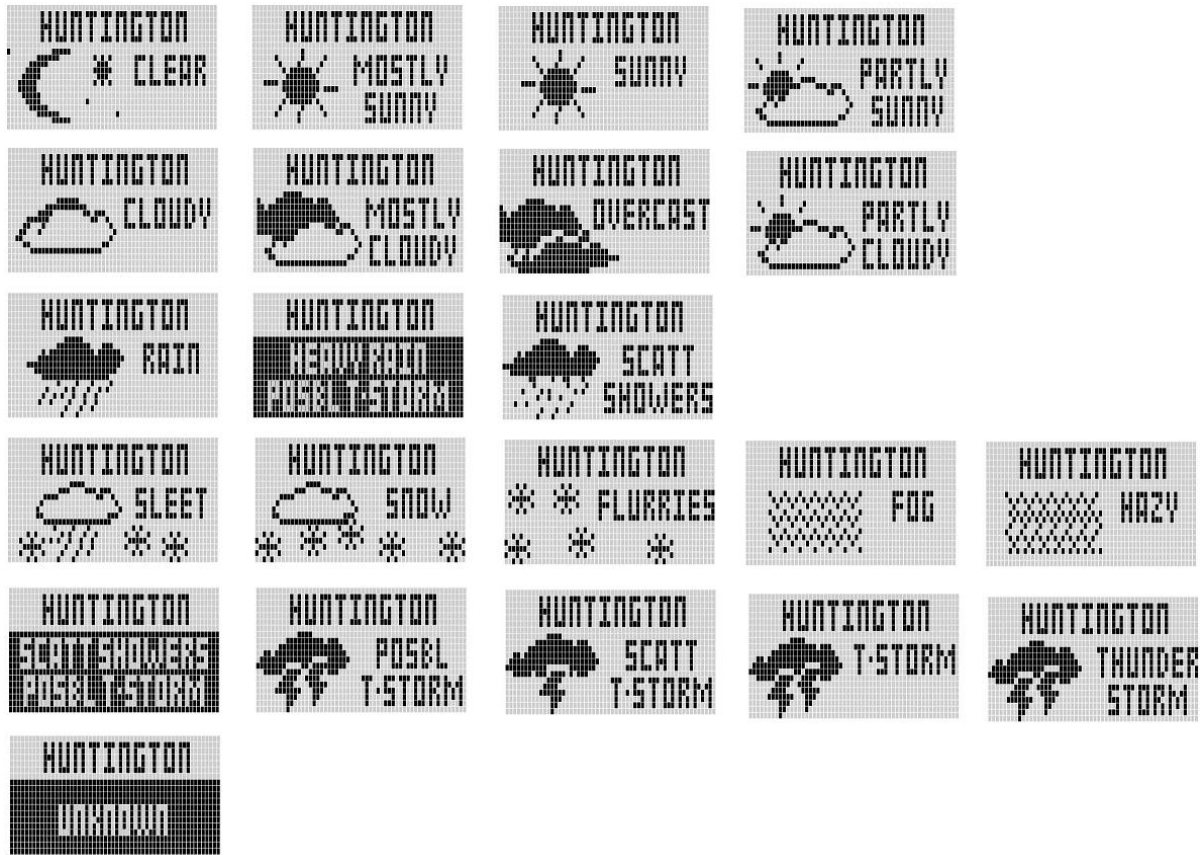 HUNTINGTON
CLEAR
HUNTINGTON
MOSTLY
SUNNY
HUNTINGTON
SUNNY
HUNTINGTON
PARTLY
SUNNY
HUNTINGTON
CLOUDY
HUNTINGTON
MOSTLY
CLOUDY
HUNTINGTON
OVERCAST
HUNTINGTON
PARTLY
CLOUDY
HUNTINGTON
RAIN
HUNTINGTON
HEAVY RAIN
POSBL T·STORM
HUNTINGTON
SCATT
SHOWERS
HUNTINGTON
SLEET
HUNTINGTON
SNOW
HUNTINGTON
FLURRIES
HUNTINGTON
FOG
HUNTINGTON
HAZY
HUNTINGTON
SCATT SHOWERS
POSBL T·STORM
HUNTINGTON
POSBL
T·STORM
HUNTINGTON
SCATT
T·STORM
HUNTINGTON
T·STORM
HUNTINGTON
THUNDER
STORM
HUNTINGTON
UNKNOWN